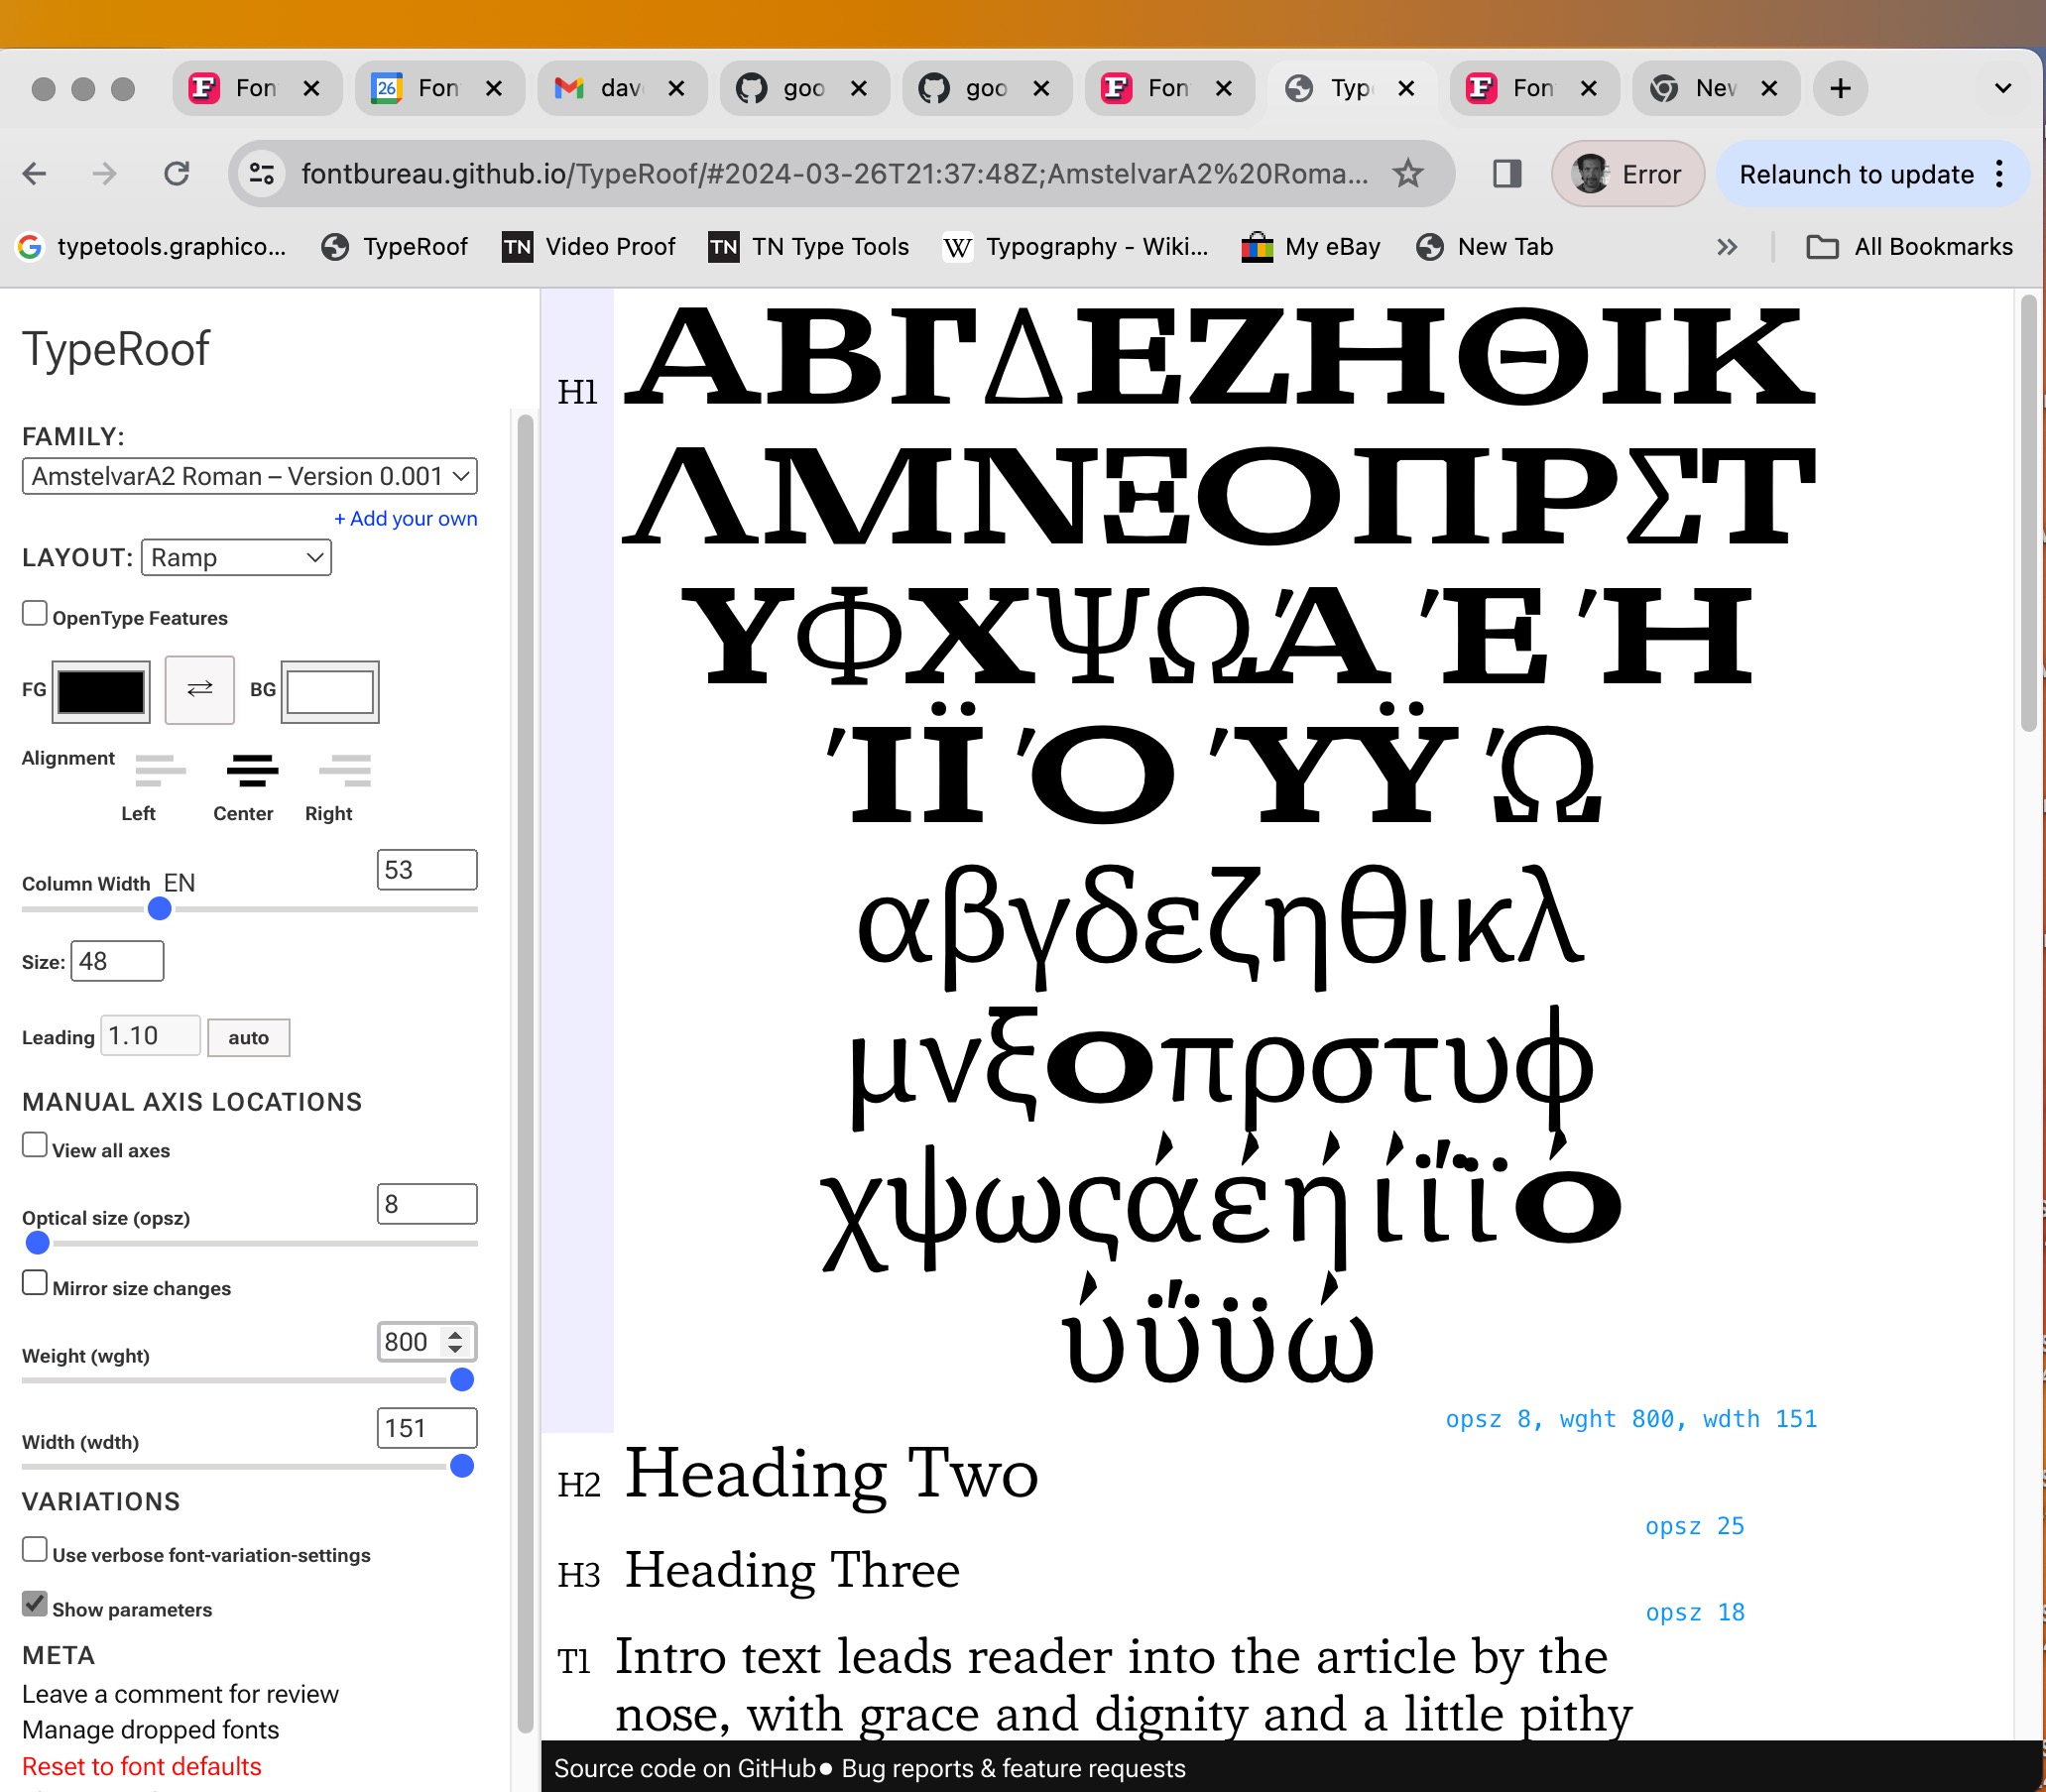 Fon
26
Fon
dav
goo
goo
Fon
Typ
Fon
New
fontbureau.github.io/TypeRoof/#2024-03-26T21:37:48Z;AmstelvarA2%20Roma...
Error
Relaunch to update
typetools.graphico...
TypeRoof
TN Video Proof
TN TN Type Tools
W Typography - Wiki...
My eBay
New Tab
All Bookmarks
TypeRoof
FAMILY:
AmstelvarA2 Roman – Version 0.001
+ Add your own
LAYOUT: Ramp
OpenType Features
FG
BG
Alignment
Left Center Right
Column Width EN 53
Size: 48
Leading 1.10 auto
MANUAL AXIS LOCATIONS
View all axes
Optical size (opsz) 8
Mirror size changes
Weight (wght) 800
Width (wdth) 151
VARIATIONS
Use verbose font-variation-settings
Show parameters
META
Leave a comment for review
Manage dropped fonts
Reset to font defaults
H1 ΑΒΓΔΕΖΗΘΙΚ
ΛΜΝΞΟΠΡΣΤ
ΥΦΧΨΩΆΈΉ
ΊΪΌΎΫΏ
αβγδεζηθικλ
μνξοπρστυφ
χψωςάέήίΐϊό
ύΰϋώ
opsz 8, wght 800, wdth 151
H2 Heading Two
opsz 25
H3 Heading Three
opsz 18
T1 Intro text leads reader into the article by the
nose, with grace and dignity and a little pithy
Source code on GitHub● Bug reports & feature requests